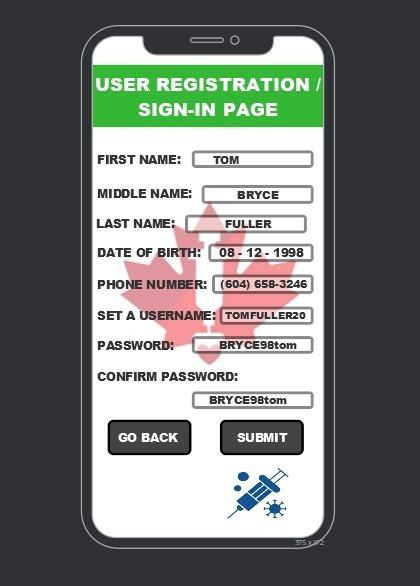 USER REGISTRATION /
SIGN-IN PAGE
FIRST NAME: TOM
MIDDLE NAME: BRYCE
LAST NAME: FULLER
DATE OF BIRTH: 08 - 12 - 1998
PHONE NUMBER: (604) 658-3246
SET A USERNAME: TOMFULLER20
PASSWORD: BRYCE98tom
CONFIRM PASSWORD:
BRYCE98tom
GO BACK SUBMIT
375 x 812